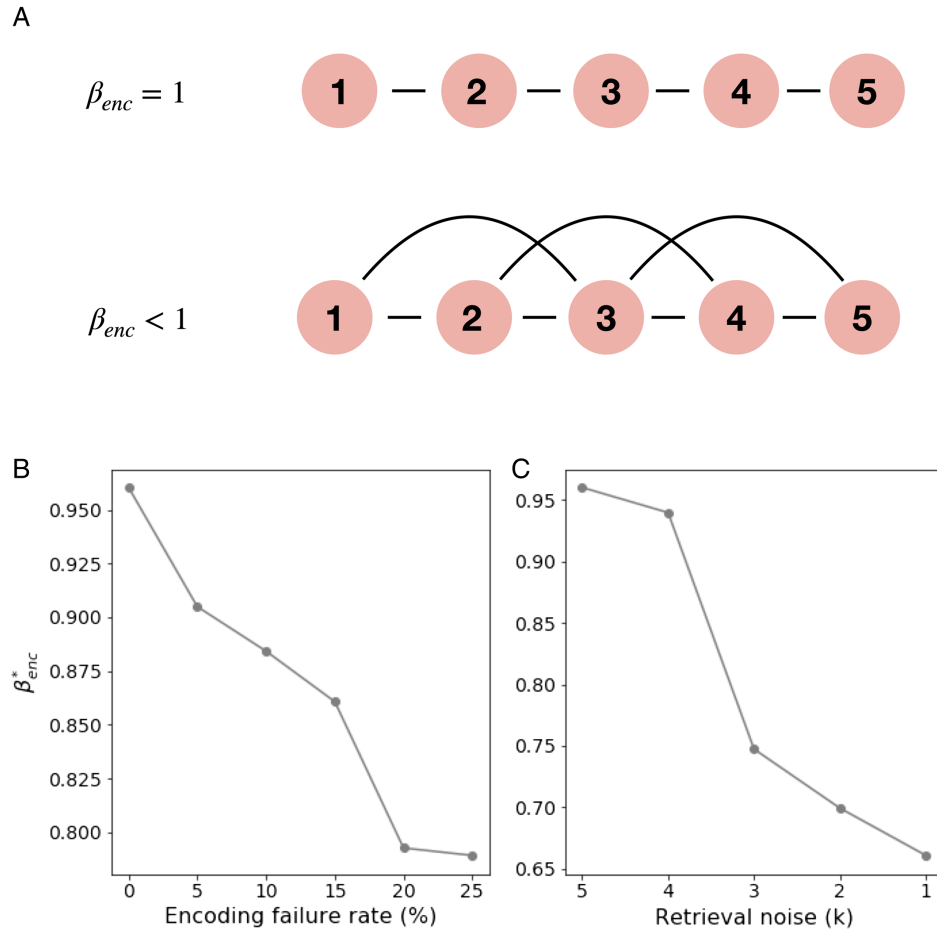 A
β_enc = 1
1 2 3 4 5
β_enc < 1
1 2 3 4 5
B
0.950
0.925
0.900
0.875
0.850
0.825
0.800
β*_enc
0 5 10 15 20 25
Encoding failure rate (%)
C
0.95
0.90
0.85
0.80
0.75
0.70
0.65
5 4 3 2 1
Retrieval noise (k)